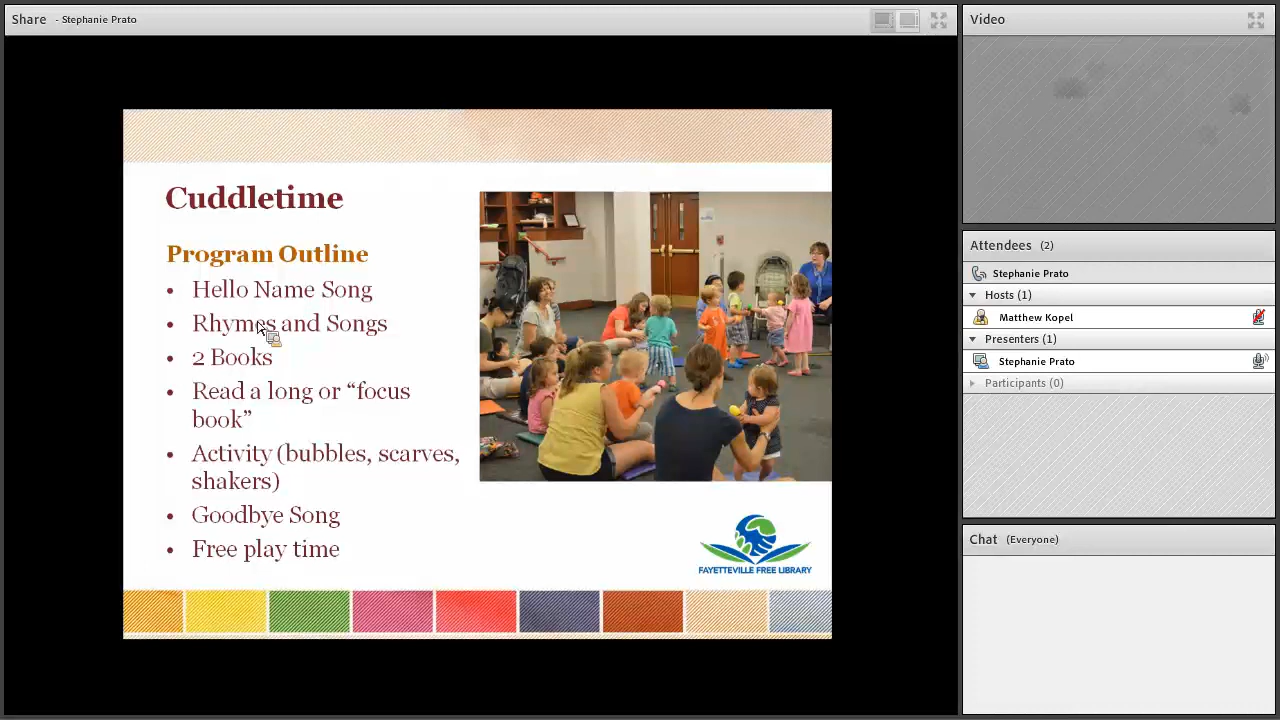 Share - Stephanie Prato
Cuddletime
Program Outline
• Hello Name Song
• Rhymes and Songs
• 2 Books
• Read a long or “focus
book”
• Activity (bubbles, scarves,
shakers)
• Goodbye Song
• Free play time
FAYETTEVILLE FREE LIBRARY
Video
Attendees (2)
Stephanie Prato
Hosts (1)
Matthew Kopel
Presenters (1)
Stephanie Prato
Participants (0)
Chat (Everyone)